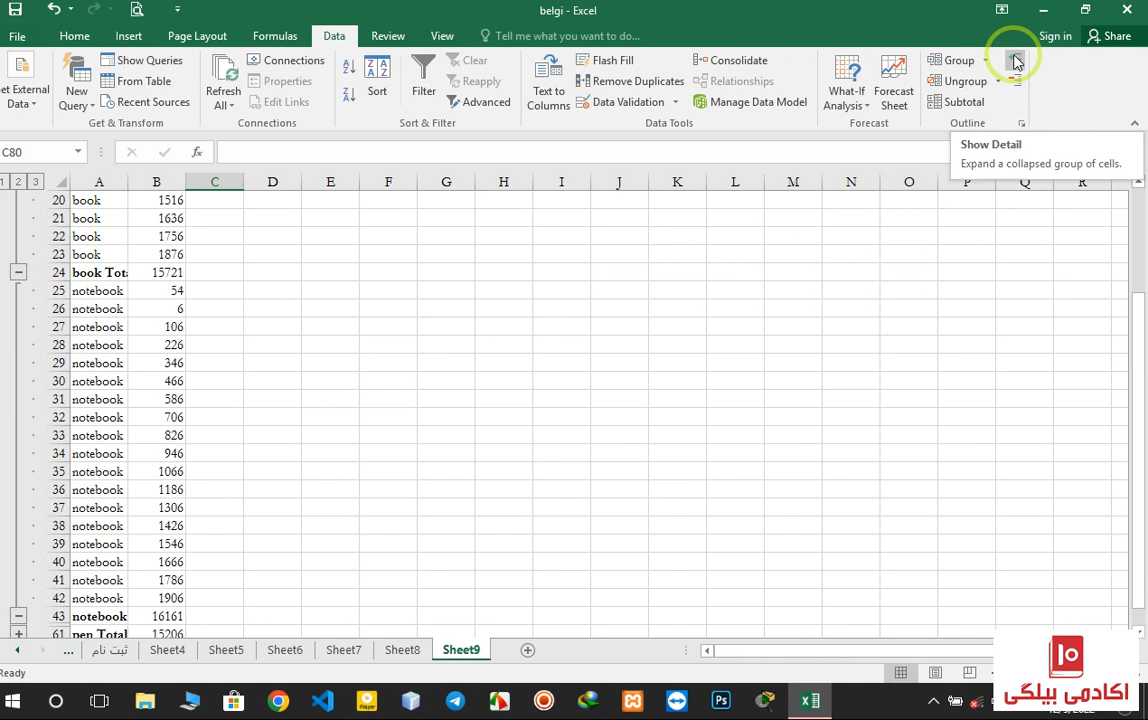 belgi - Excel
File Home Insert Page Layout Formulas Data Review View Tell me what you want to do... Sign in Share
et External
Data
New
Query
Show Queries
From Table
Recent Sources
Get & Transform
Refresh
All
Connections
Properties
Edit Links
Connections
Sort
Filter
Clear
Reapply
Advanced
Sort & Filter
Text to
Columns
Flash Fill
Remove Duplicates
Data Validation
Consolidate
Relationships
Manage Data Model
Data Tools
What-If
Analysis
Forecast
Sheet
Forecast
Group
Ungroup
Subtotal
Outline
Show Detail
Expand a collapsed group of cells.
C80 fx
1 2 3 A B C D E F G H I J K L M N O P Q R
20 book 1516
21 book 1636
22 book 1756
23 book 1876
24 book Tota 15721
25 notebook 54
26 notebook 6
27 notebook 106
28 notebook 226
29 notebook 346
30 notebook 466
31 notebook 586
32 notebook 706
33 notebook 826
34 notebook 946
35 notebook 1066
36 notebook 1186
37 notebook 1306
38 notebook 1426
39 notebook 1546
40 notebook 1666
41 notebook 1786
42 notebook 1906
43 notebook 16161
61 pen Total 15206
... ثبت نام Sheet4 Sheet5 Sheet6 Sheet7 Sheet8 Sheet9
Ready
اکادمی بیلگی